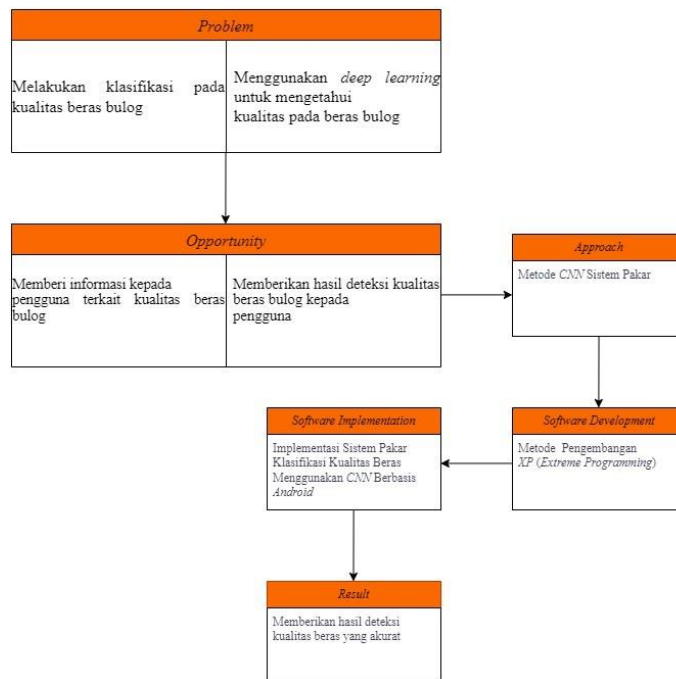 Problem
Melakukan klasifikasi pada
kualitas beras bulog
Menggunakan deep learning
untuk mengetahui
kualitas pada beras bulog
Opportunity
Memberi informasi kepada
pengguna terkait kualitas beras
bulog
Memberikan hasil deteksi kualitas
beras bulog kepada
pengguna
Approach
Metode CNN Sistem Pakar
Software Development
Metode Pengembangan
XP (Extreme Programming)
Software Implementation
Implementasi Sistem Pakar
Klasifikasi Kualitas Beras
Menggunakan CNN Berbasis
Android
Result
Memberikan hasil deteksi
kualitas beras yang akurat